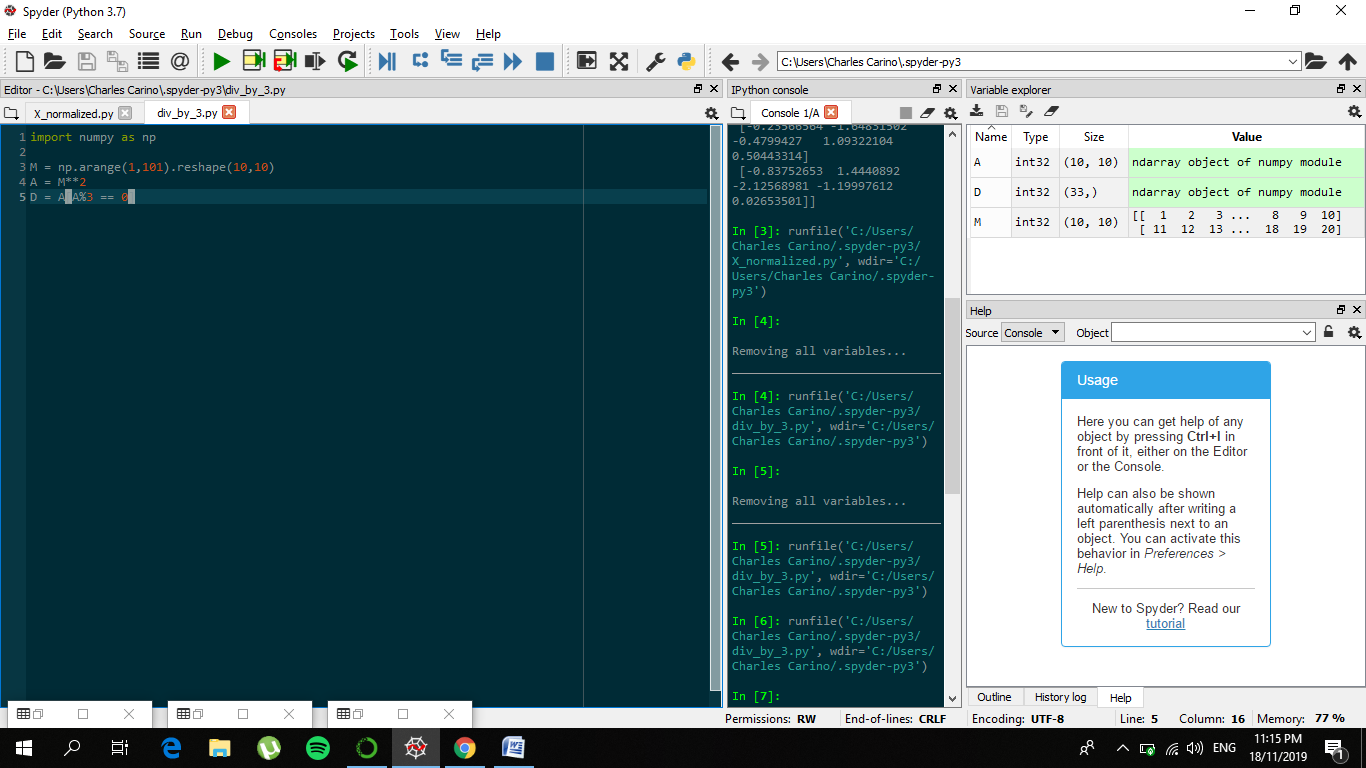 Spyder (Python 3.7)
File Edit Search Source Run Debug Consoles Projects Tools View Help
C:\Users\Charles Carino\.spyder-py3
Editor - C:\Users\Charles Carino\.spyder-py3\div_by_3.py
X_normalized.py div_by_3.py
1 import numpy as np
2
3 M = np.arange(1,101).reshape(10,10)
4 A = M**2
5 D = A[A%3 == 0]
IPython console
Console 1/A
[-0.23560564 -1.64831502
-0.4799427 1.09322104
0.50443314]
[-0.83752653 1.4440892
-2.12568981 -1.19997612
0.02653501]]
In [3]: runfile('C:/Users/
Charles Carino/.spyder-py3/
X_normalized.py', wdir='C:/
Users/Charles Carino/.spyder-
py3')
In [4]:
Removing all variables...
In [4]: runfile('C:/Users/
Charles Carino/.spyder-py3/
div_by_3.py', wdir='C:/Users/
Charles Carino/.spyder-py3')
In [5]:
Removing all variables...
In [5]: runfile('C:/Users/
Charles Carino/.spyder-py3/
div_by_3.py', wdir='C:/Users/
Charles Carino/.spyder-py3')
In [6]: runfile('C:/Users/
Charles Carino/.spyder-py3/
div_by_3.py', wdir='C:/Users/
Charles Carino/.spyder-py3')
In [7]:
Variable explorer
Name Type Size Value
A int32 (10, 10) ndarray object of numpy module
D int32 (33,) ndarray object of numpy module
M int32 (10, 10) [[ 1 2 3 ... 8 9 10]
[ 11 12 13 ... 18 19 20]
Help
Source Console Object
Usage
Here you can get help of any
object by pressing Ctrl+I in
front of it, either on the Editor
or the Console.
Help can also be shown
automatically after writing a
left parenthesis next to an
object. You can activate this
behavior in Preferences >
Help.
New to Spyder? Read our
tutorial
Outline History log Help
Permissions: RW End-of-lines: CRLF Encoding: UTF-8 Line: 5 Column: 16 Memory: 77 %
ENG
11:15 PM
18/11/2019
1